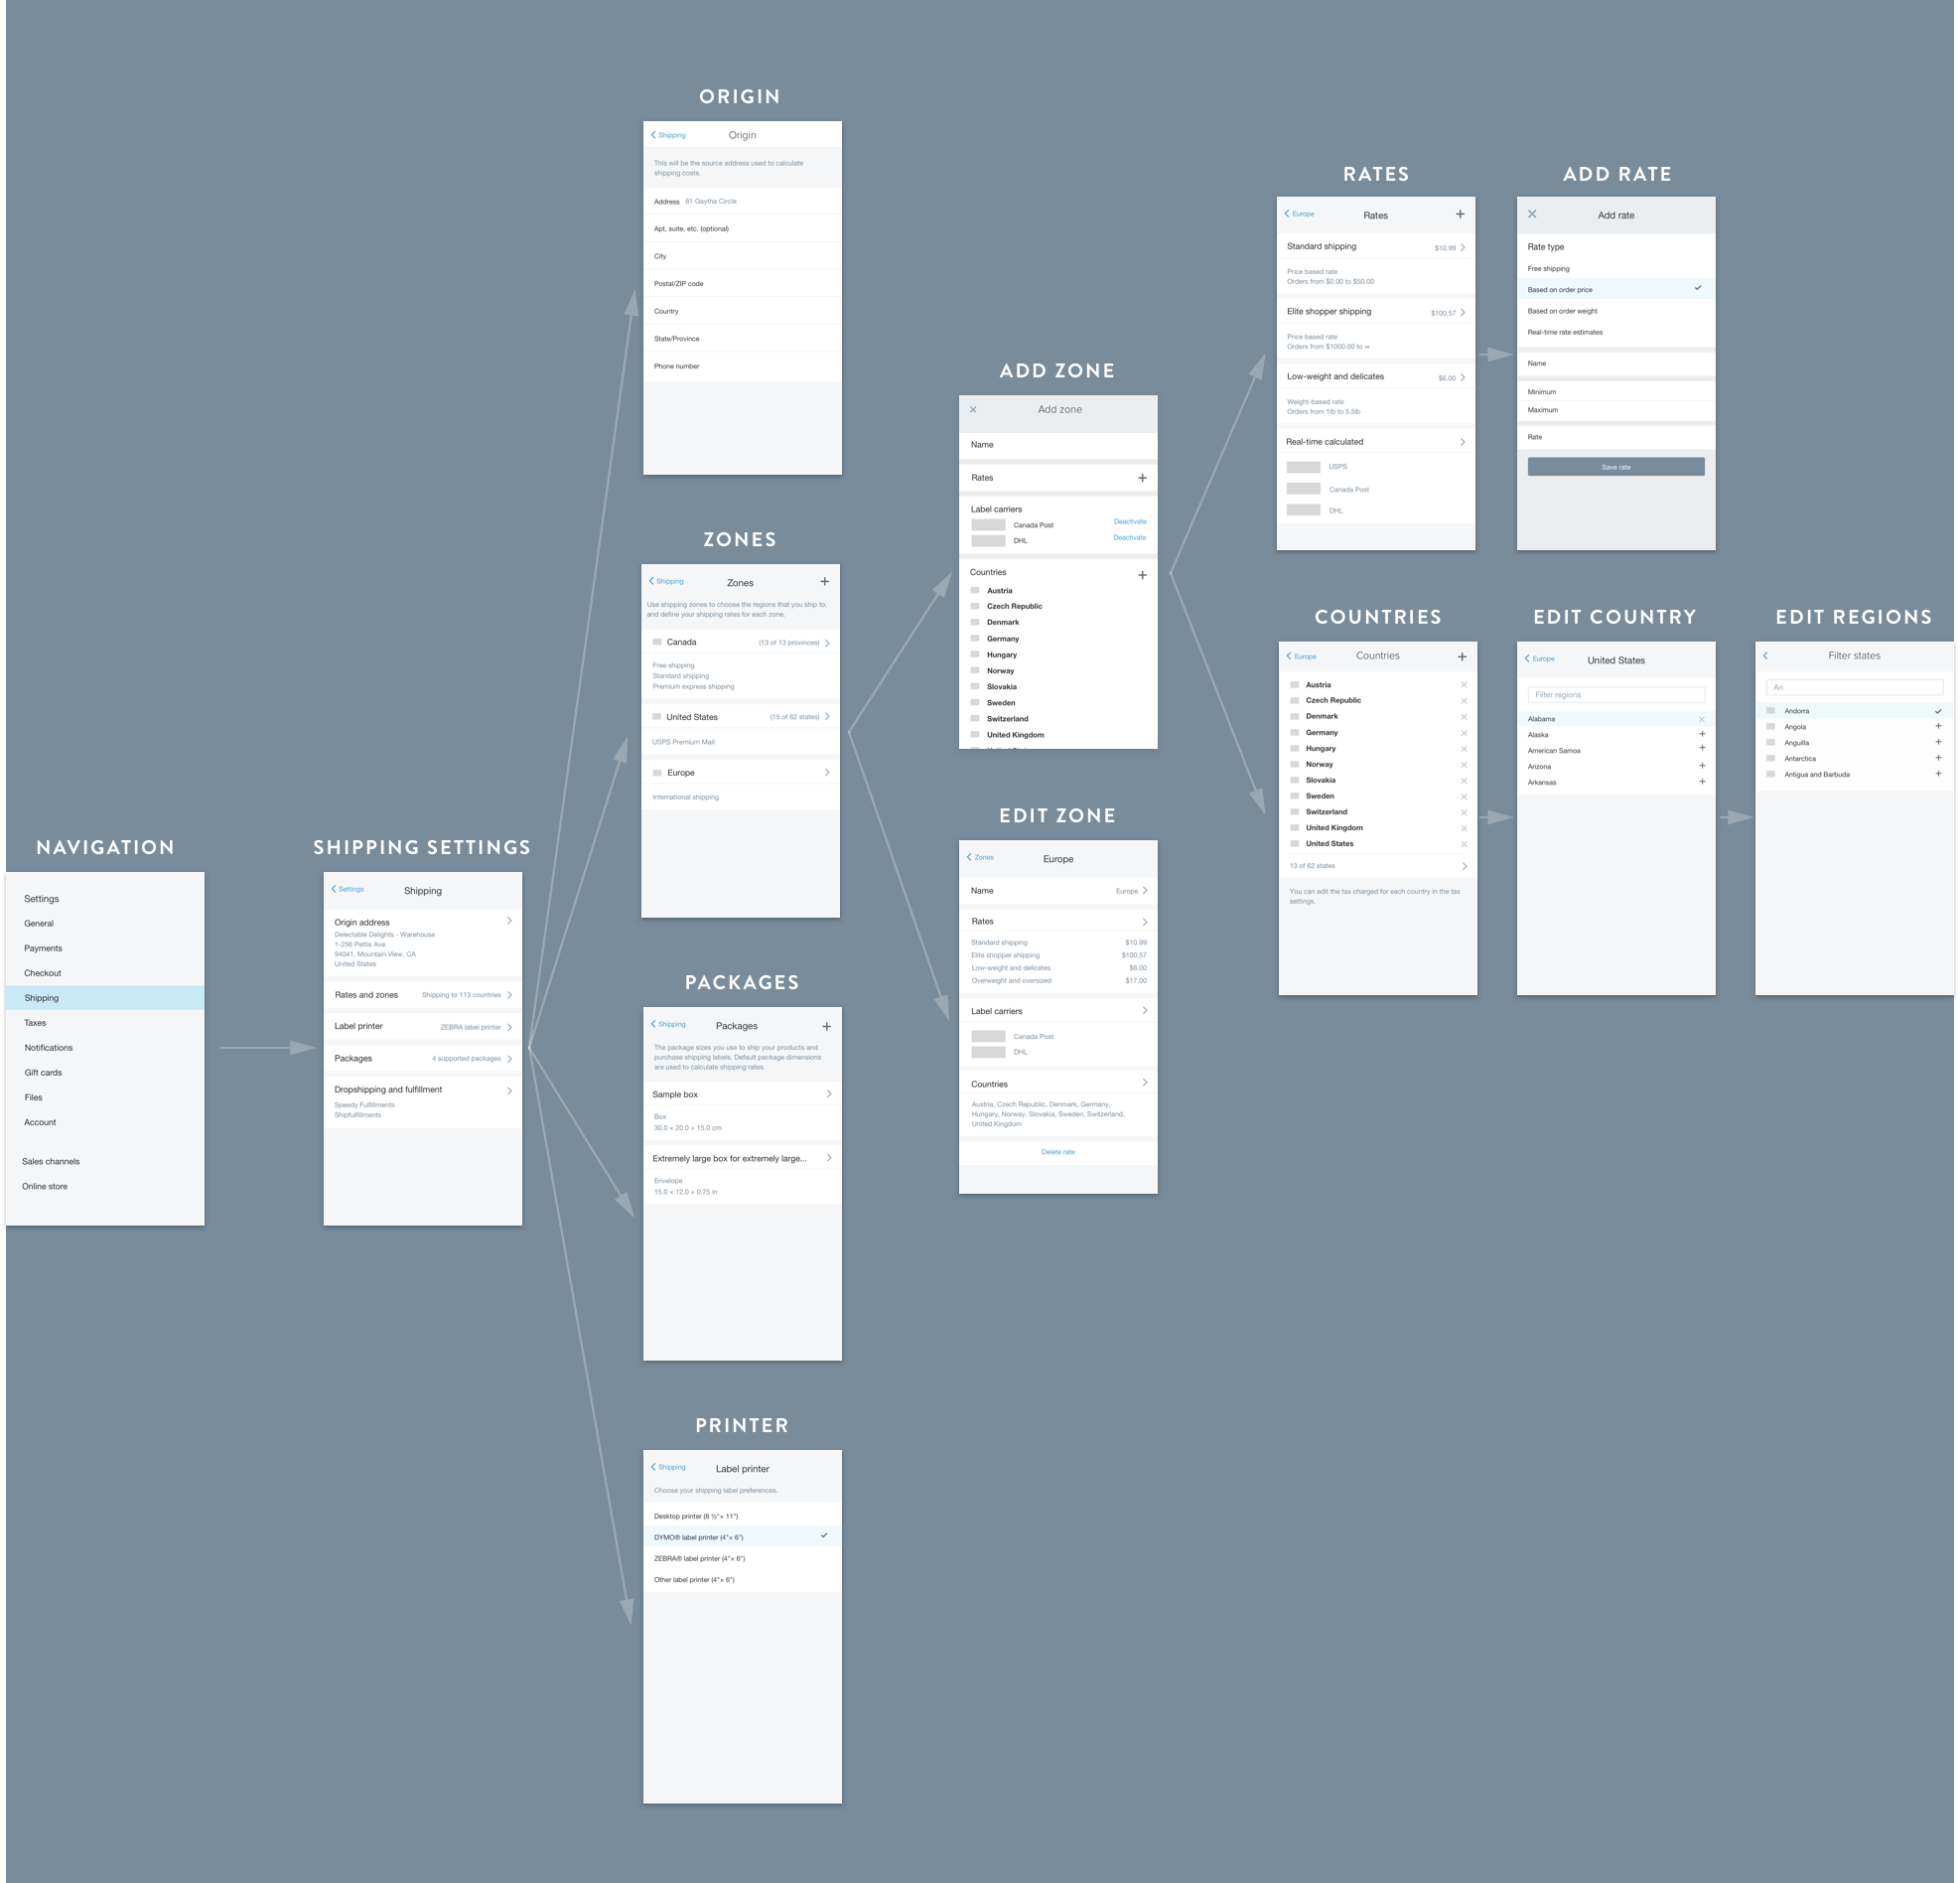 ORIGIN
Shipping
Origin
This will be the source address used to calculate
shipping costs.
Address 81 Gaytha Circle
Apt, suite, etc. (optional)
City
Postal/ZIP code
Country
State/Province
Phone number
RATES
Europe
Rates
+
Standard shipping $10.99
Price based rate
Orders from $0.00 to $50.00
Elite shopper shipping $100.57
Price based rate
Orders from $1000.00 to ∞
Low-weight and delicates $6.00
Weight-based rate
Orders from 1lb to 5.5lb
Real-time calculated
USPS
Canada Post
DHL
ADD RATE
Add rate
Rate type
Free shipping
Based on order price
Based on order weight
Real-time rate estimates
Name
Minimum
Maximum
Rate
Save rate
ADD ZONE
Add zone
Name
Rates +
Label carriers
Canada Post Deactivate
DHL Deactivate
Countries +
Austria
Czech Republic
Denmark
Germany
Hungary
Norway
Slovakia
Sweden
Switzerland
United Kingdom
ZONES
Shipping
Zones
+
Use shipping zones to choose the regions that you ship to,
and define your shipping rates for each zone.
Canada (13 of 13 provinces)
Free shipping
Standard shipping
Premium express shipping
United States (15 of 62 states)
USPS Premium Mail
Europe
International shipping
COUNTRIES
Europe
Countries
+
Austria
Czech Republic
Denmark
Germany
Hungary
Norway
Slovakia
Sweden
Switzerland
United Kingdom
United States
13 of 62 states
You can edit the tax charged for each country in the tax
settings.
EDIT COUNTRY
Europe
United States
Filter regions
Alabama
Alaska +
American Samoa +
Arizona +
Arkansas +
EDIT REGIONS
Filter states
An
Andorra
Angola +
Anguilla +
Antarctica +
Antigua and Barbuda +
EDIT ZONE
Zones
Europe
Name Europe
Rates
Standard shipping $10.99
Elite shopper shipping $100.57
Low-weight and delicates $6.00
Overweight and oversized $17.00
Label carriers
Canada Post
DHL
Countries
Austria, Czech Republic, Denmark, Germany,
Hungary, Norway, Slovakia, Sweden, Switzerland,
United Kingdom
Delete rate
NAVIGATION
Settings
General
Payments
Checkout
Shipping
Taxes
Notifications
Gift cards
Files
Account
Sales channels
Online store
SHIPPING SETTINGS
Settings
Shipping
Origin address
Delectable Delights - Warehouse
1-256 Pettis Ave
94041, Mountain View, CA
United States
Rates and zones Shipping to 113 countries
Label printer ZEBRA label printer
Packages 4 supported packages
Dropshipping and fulfillment
Speedy Fulfillments
Shipfulfillments
PACKAGES
Shipping
Packages
+
The package sizes you use to ship your products and
purchase shipping labels. Default package dimensions
are used to calculate shipping rates.
Sample box
Box
30.0 × 20.0 × 15.0 cm
Extremely large box for extremely large...
Envelope
15.0 × 12.0 × 0.75 in
PRINTER
Shipping
Label printer
Choose your shipping label preferences.
Desktop printer (8 ½"× 11")
DYMO® label printer (4"× 6")
ZEBRA® label printer (4"× 6")
Other label printer (4"× 6")